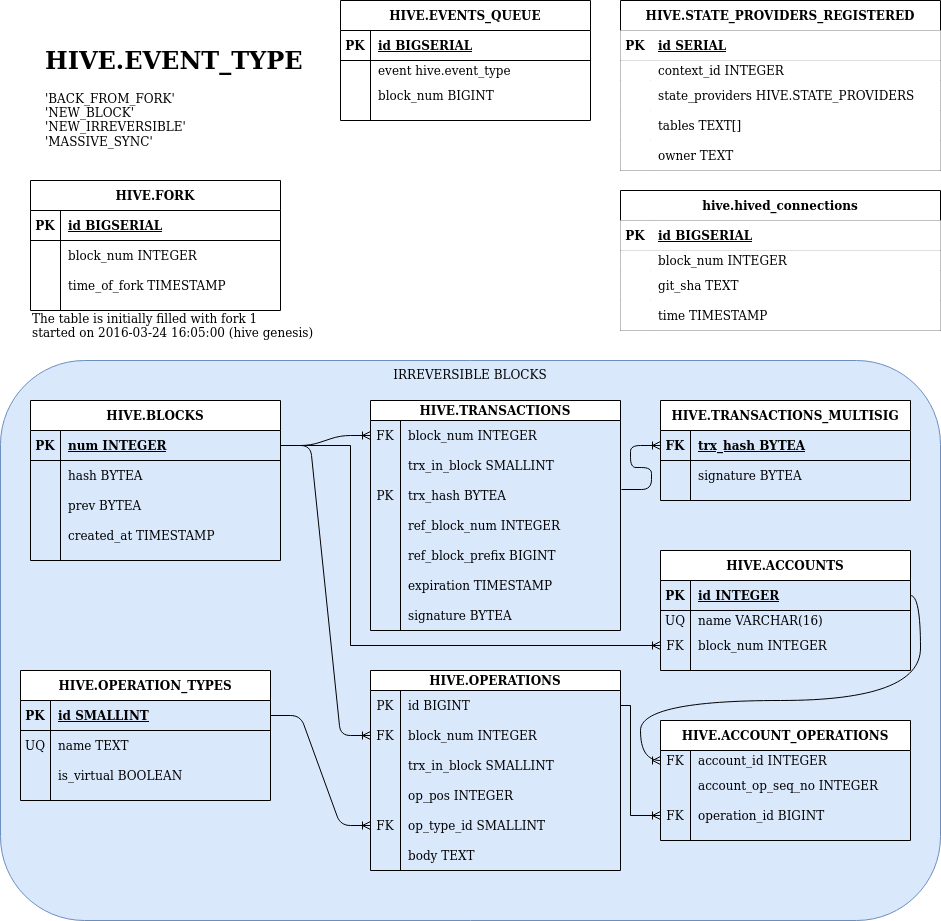 HIVE.EVENT_TYPE
'BACK_FROM_FORK'
'NEW_BLOCK'
'NEW_IRREVERSIBLE'
'MASSIVE_SYNC'
HIVE.EVENTS_QUEUE
PK id BIGSERIAL
event hive.event_type
block_num BIGINT
HIVE.STATE_PROVIDERS_REGISTERED
PK id SERIAL
context_id INTEGER
state_providers HIVE.STATE_PROVIDERS
tables TEXT[]
owner TEXT
HIVE.FORK
PK id BIGSERIAL
block_num INTEGER
time_of_fork TIMESTAMP
The table is initially filled with fork 1
started on 2016-03-24 16:05:00 (hive genesis)
hive.hived_connections
PK id BIGSERIAL
block_num INTEGER
git_sha TEXT
time TIMESTAMP
IRREVERSIBLE BLOCKS
HIVE.BLOCKS
PK num INTEGER
hash BYTEA
prev BYTEA
created_at TIMESTAMP
HIVE.TRANSACTIONS
FK block_num INTEGER
trx_in_block SMALLINT
PK trx_hash BYTEA
ref_block_num INTEGER
ref_block_prefix BIGINT
expiration TIMESTAMP
signature BYTEA
HIVE.TRANSACTIONS_MULTISIG
FK trx_hash BYTEA
signature BYTEA
HIVE.ACCOUNTS
PK id INTEGER
UQ name VARCHAR(16)
FK block_num INTEGER
HIVE.OPERATION_TYPES
PK id SMALLINT
UQ name TEXT
is_virtual BOOLEAN
HIVE.OPERATIONS
PK id BIGINT
FK block_num INTEGER
trx_in_block SMALLINT
op_pos INTEGER
FK op_type_id SMALLINT
body TEXT
HIVE.ACCOUNT_OPERATIONS
FK account_id INTEGER
account_op_seq_no INTEGER
FK operation_id BIGINT